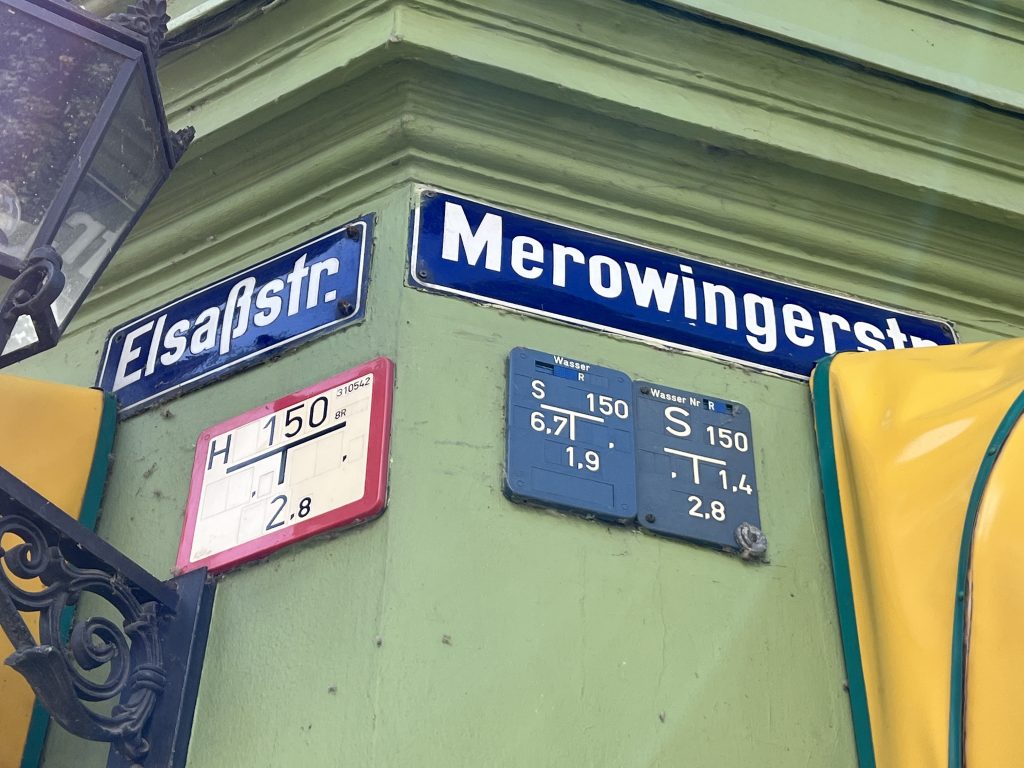 Elsaßstr.
Merowingerstr.
310542
H 150 BR
2,8
Wasser
R
S 150
6,7
1,9
Wasser Nr R
S 150
1,4
2,8